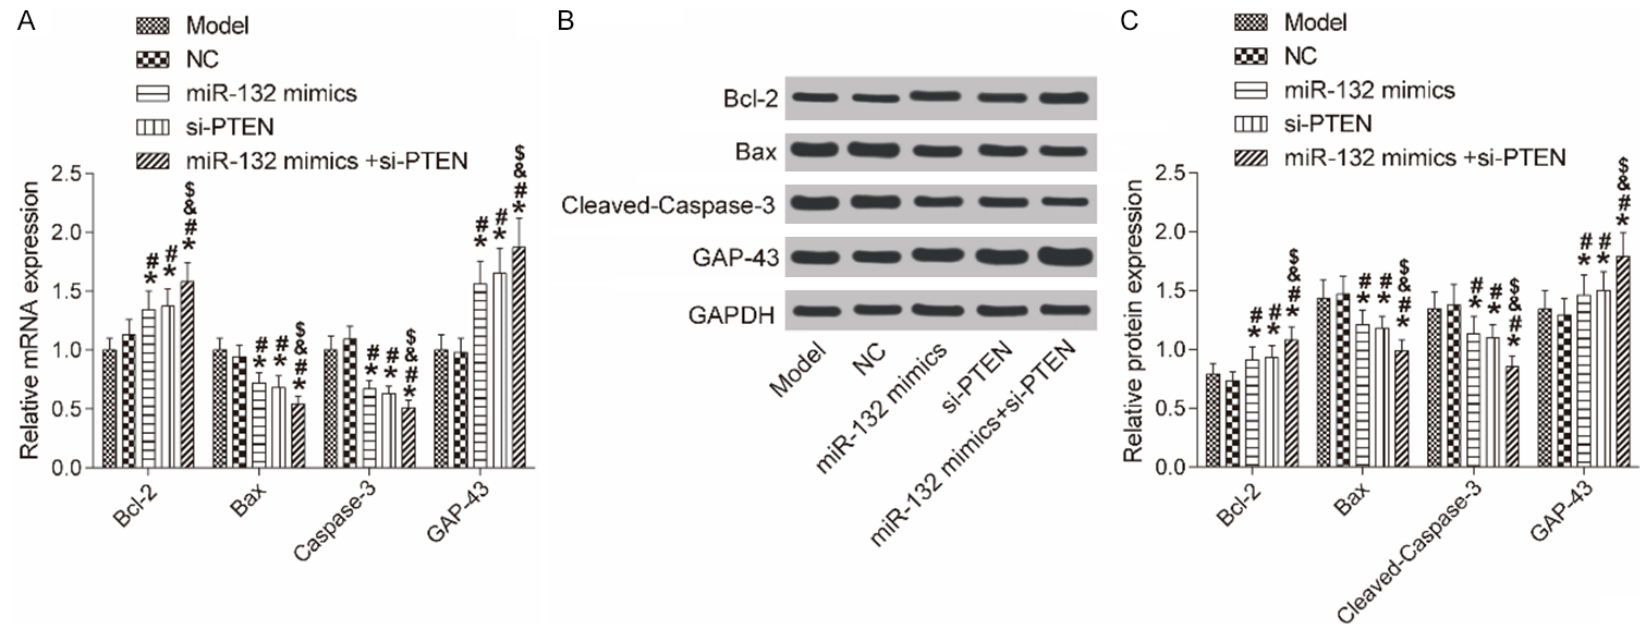 A
Model
NC
miR-132 mimics
si-PTEN
miR-132 mimics +si-PTEN
Relative mRNA expression
2.5
2.0
1.5
1.0
0.5
0.0
#
*
#
*
$
&
#
*
#
*
#
*
$
&
#
*
#
*
#
*
$
&
#
*
#
*
#
*
$
&
#
*
Bcl-2
Bax
Caspase-3
GAP-43
B
Bcl-2
Bax
Cleaved-Caspase-3
GAP-43
GAPDH
Model
NC
miR-132 mimics
si-PTEN
miR-132 mimics+si-PTEN
C
Model
NC
miR-132 mimics
si-PTEN
miR-132 mimics +si-PTEN
Relative protein expression
2.5
2.0
1.5
1.0
0.5
0.0
#
*
#
*
$
&
#
*
#
*
#
*
$
&
#
*
#
*
#
*
$
&
#
*
#
*
#
*
$
&
#
*
Bcl-2
Bax
Cleaved-Caspase-3
GAP-43